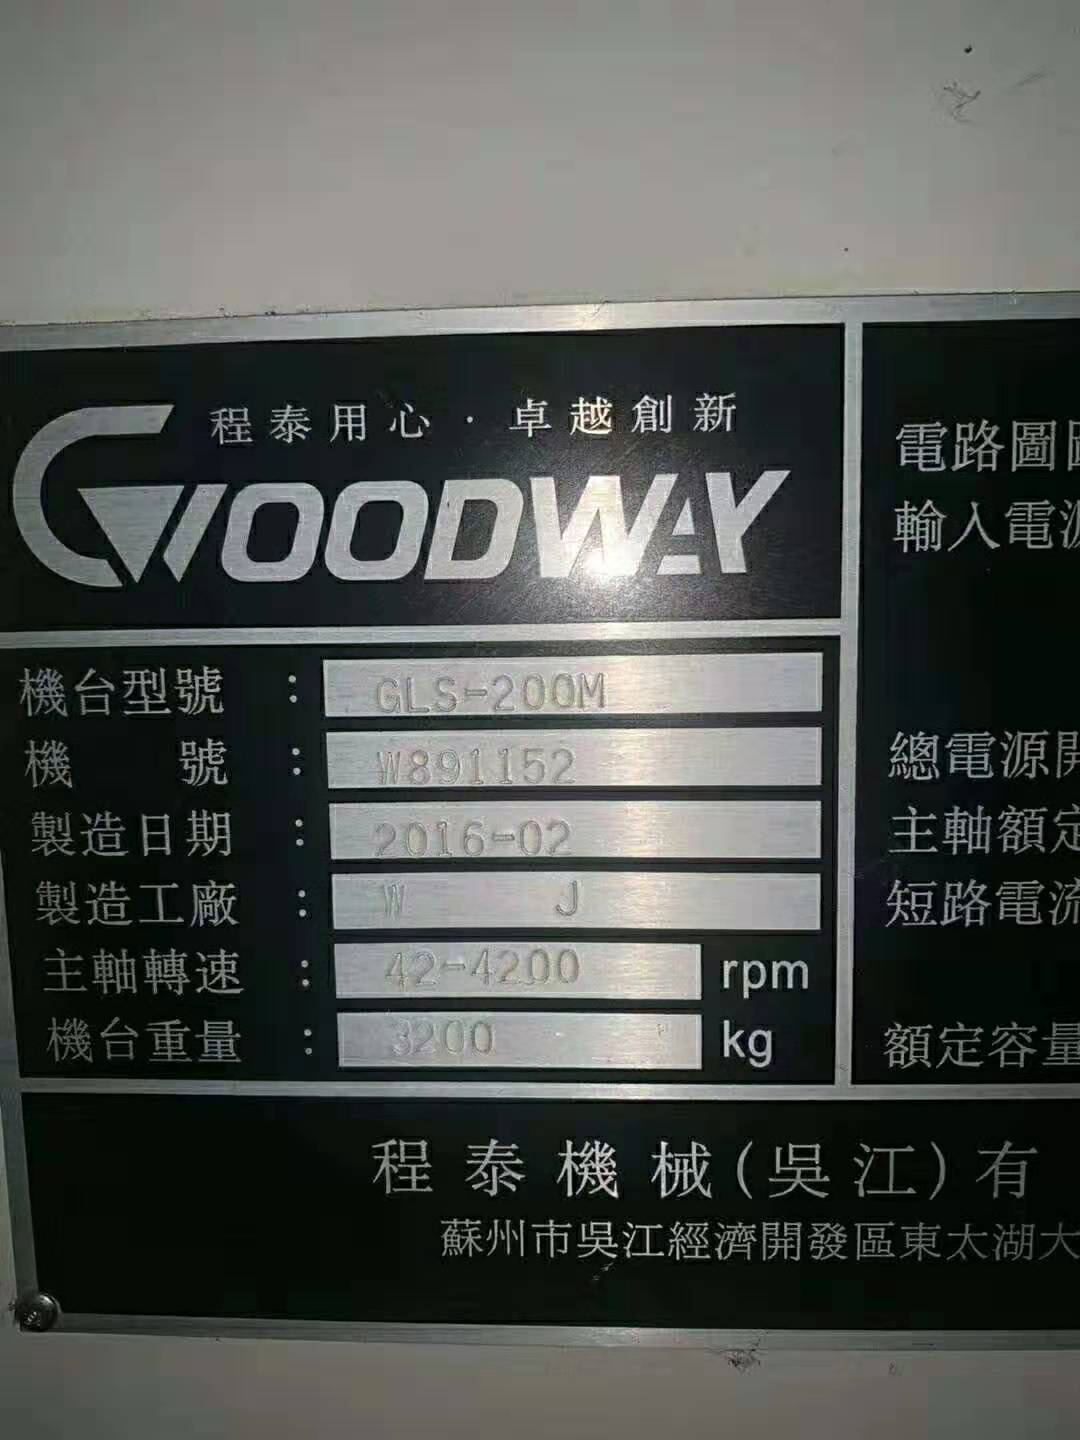 程泰用心·卓越創新
GOODWAY
機台型號：GLS-200M
機號：W891152
製造日期：2016-02
製造工廠：W J
主軸轉速：42-4200 rpm
機台重量：3200 kg
電路圖
輸入電源
總電源開
主軸額定
短路電流
額定容量
程泰機械(吳江)有
蘇州市吳江經濟開發區東太湖大